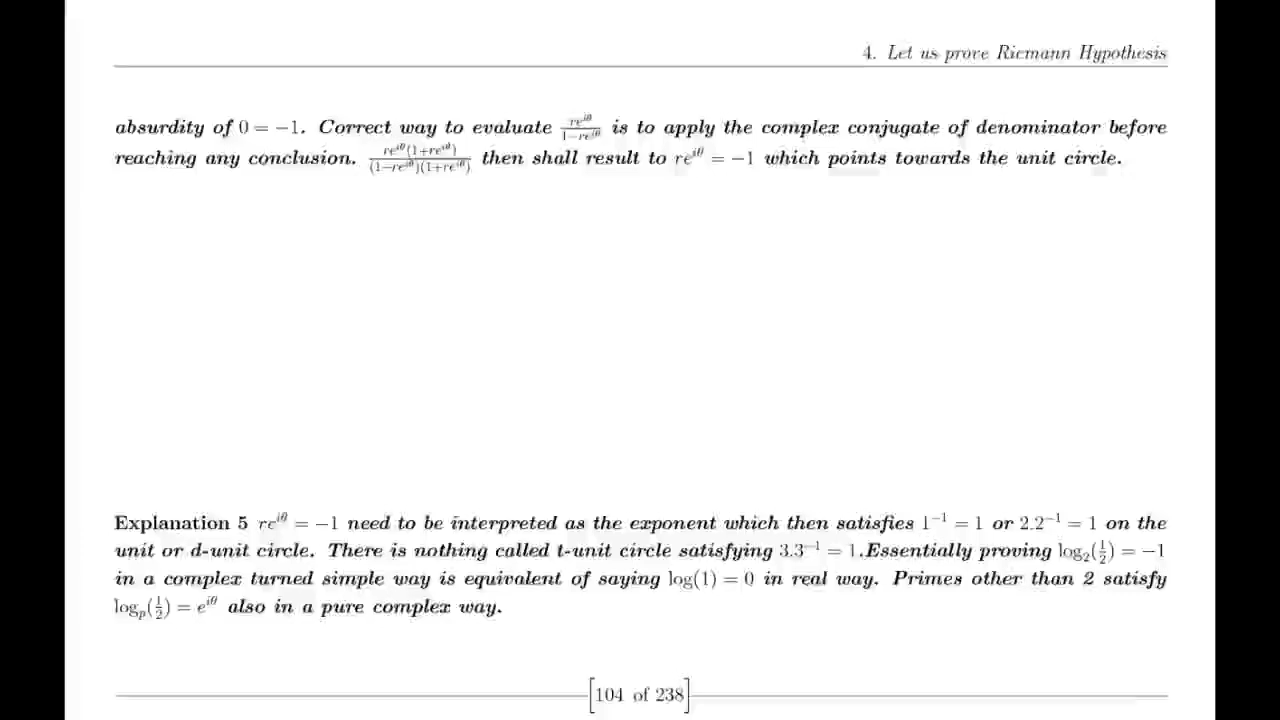 4. Let us prove Riemann Hypothesis
absurdity of 0 = −1. Correct way to evaluate \frac{re^{iθ}}{1−re^{iθ}} is to apply the complex conjugate of denominator before
reaching any conclusion. \frac{re^{iθ}(1+re^{iθ})}{(1−re^{iθ})(1+re^{iθ})} then shall result to re^{iθ} = −1 which points towards the unit circle.
Explanation 5 re^{iθ} = −1 need to be interpreted as the exponent which then satisfies 1^{−1} = 1 or 2.2^{−1} = 1 on the
unit or d-unit circle. There is nothing called t-unit circle satisfying 3.3^{−1} = 1.Essentially proving log_2(\frac{1}{2}) = −1
in a complex turned simple way is equivalent of saying log(1) = 0 in real way. Primes other than 2 satisfy
log_p(\frac{1}{2}) = e^{iθ} also in a pure complex way.
[104 of 238]